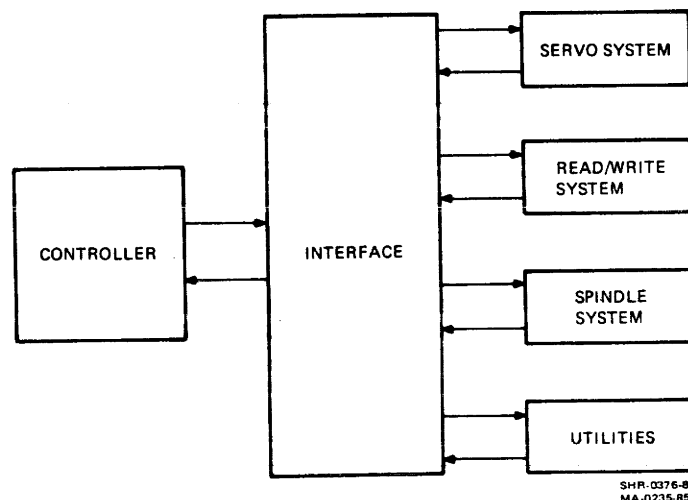 SERVO SYSTEM
READ/WRITE
SYSTEM
CONTROLLER
INTERFACE
SPINDLE
SYSTEM
UTILITIES
SHR-0376-8
MA-0235-85